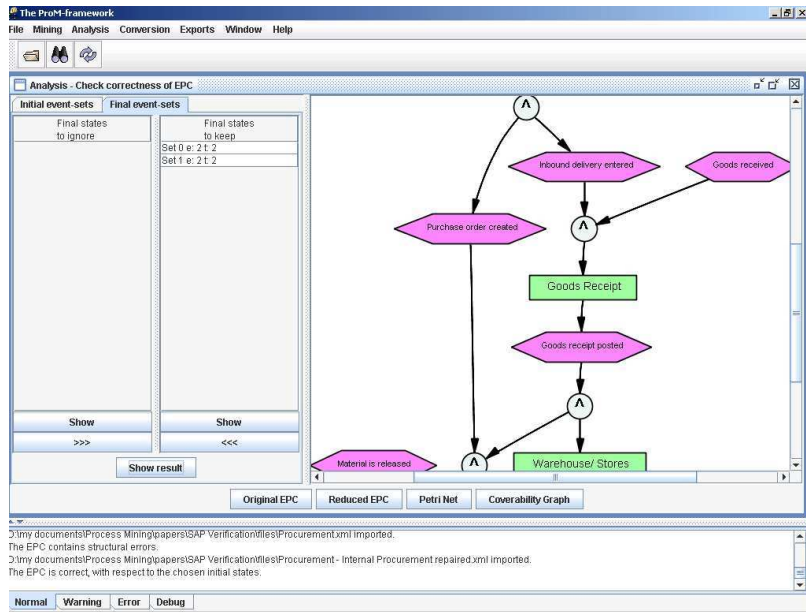 The ProM-framework
File Mining Analysis Conversion Exports Window Help
Analysis - Check correctness of EPC
Initial event-sets Final event-sets
Final states
to ignore
Final states
to keep
Set 0 e: 2 t: 2
Set 1 e: 2 t: 2
Show
Show
>>>
<<<
Show result
Λ
Inbound delivery entered
Goods received
Purchase order created
Λ
Goods Receipt
Goods receipt posted
Λ
Material is released
Λ
Warehouse/ Stores
Original EPC Reduced EPC Petri Net Coverability Graph
D:\my documents\Process Mining\papers\SAP Verification\files\Procurement.xml imported.
The EPC contains structural errors.
D:\my documents\Process Mining\papers\SAP Verification\files\Procurement - Internal Procurement repaired.xml imported.
The EPC is correct, with respect to the chosen initial states.
Normal Warning Error Debug